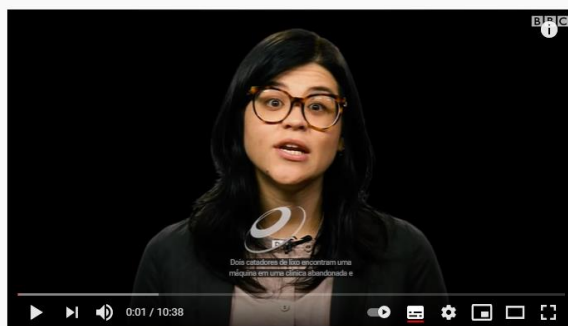 BBC
Dois catadores de lixo encontram uma
máquina em uma clínica abandonada e
0:01 / 10:38